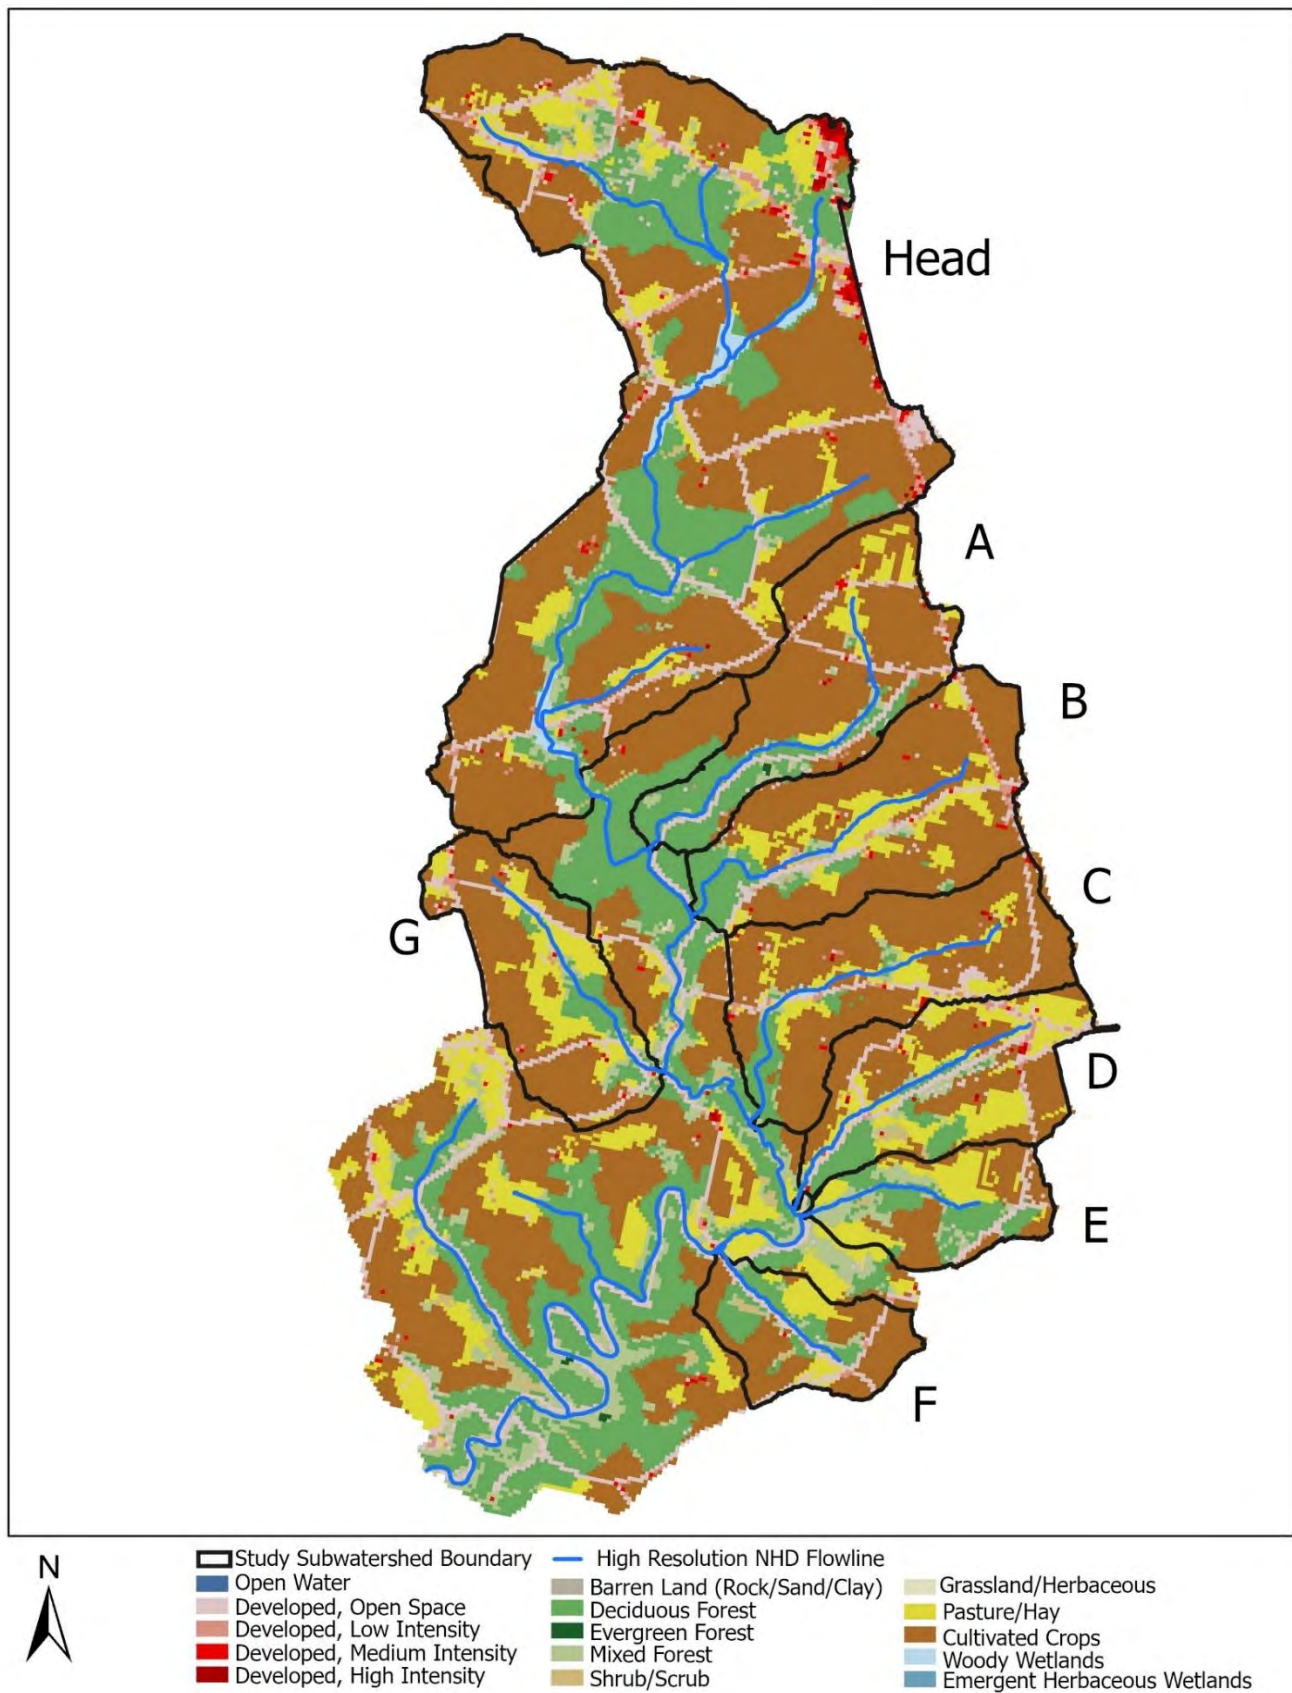 Head
A
B
C
G
D
E
F
N
Study Subwatershed Boundary
Open Water
Developed, Open Space
Developed, Low Intensity
Developed, Medium Intensity
Developed, High Intensity
High Resolution NHD Flowline
Barren Land (Rock/Sand/Clay)
Deciduous Forest
Evergreen Forest
Mixed Forest
Shrub/Scrub
Grassland/Herbaceous
Pasture/Hay
Cultivated Crops
Woody Wetlands
Emergent Herbaceous Wetlands